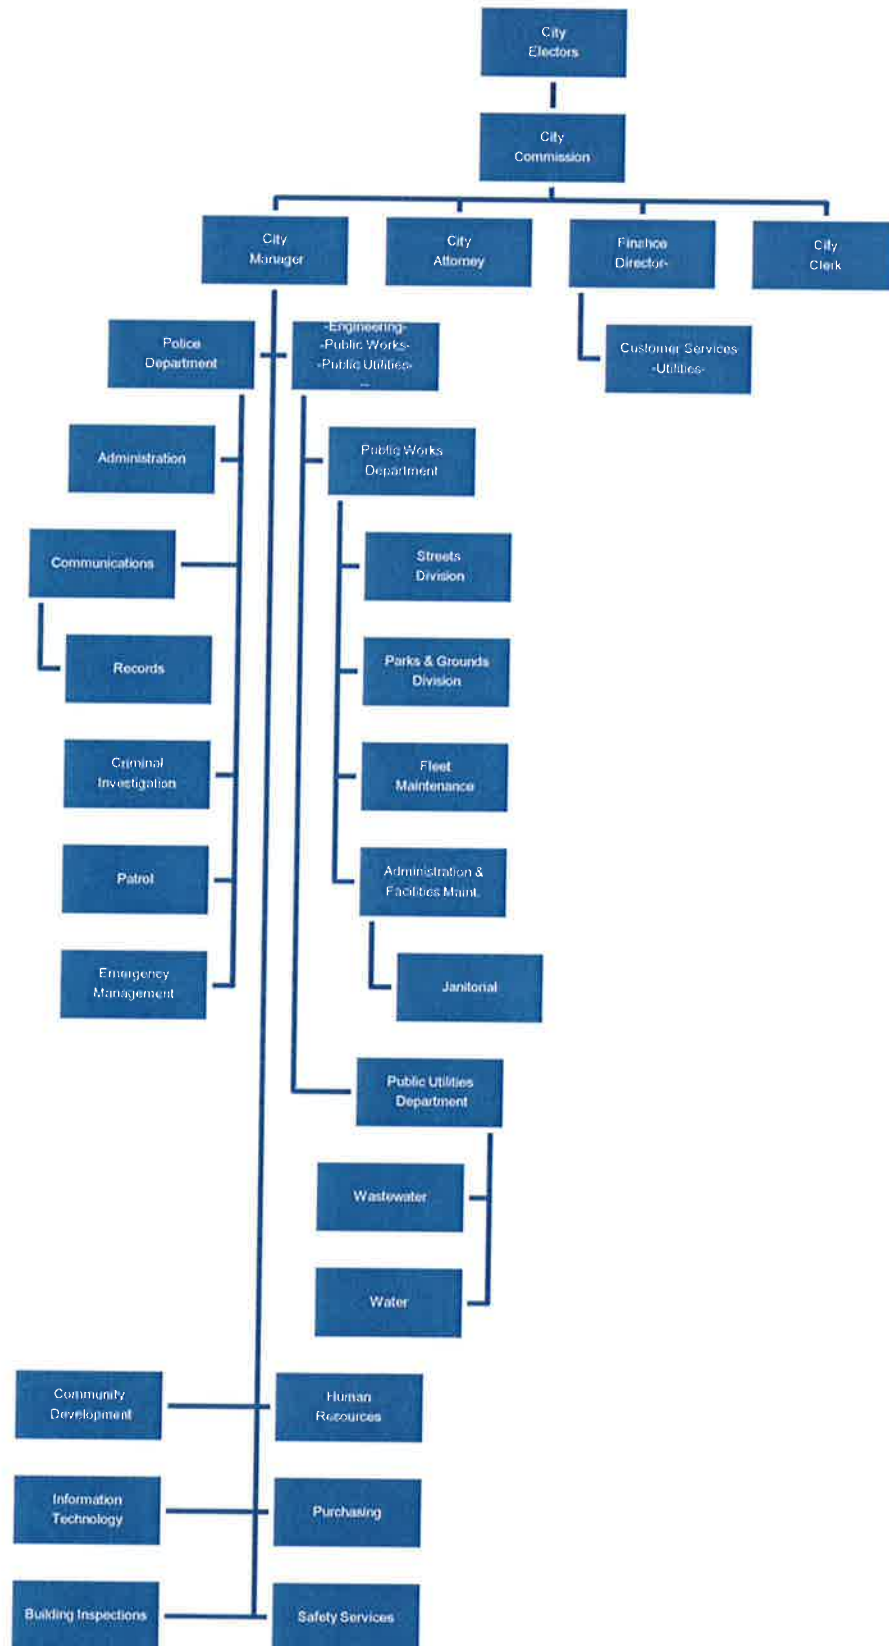 City
Electors
City
Commission
City
Manager
City
Attorney
Finance
Director-
City
Clerk
Police
Department
-Engineering-
-Public Works-
-Public Utilities-
--
Customer Services
-Utilities-
Administration
Public Works
Department
Communications
Streets
Division
Records
Parks & Grounds
Division
Criminal
Investigation
Fleet
Maintenance
Patrol
Administration &
Facilities Maint.
Emergency
Management
Janitorial
Public Utilities
Department
Wastewater
Water
Community
Development
Human
Resources
Information
Technology
Purchasing
Building Inspections
Safety Services